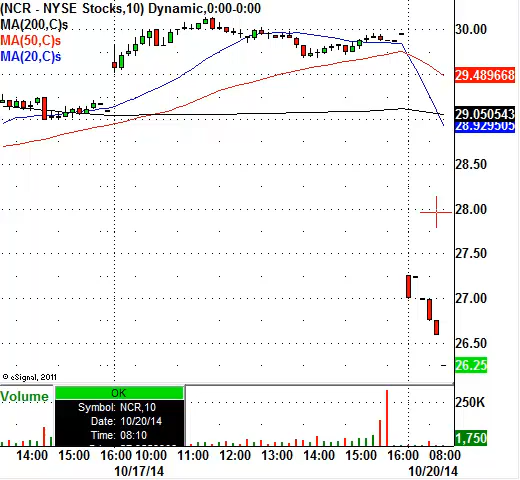 (NCR - NYSE Stocks,10) Dynamic,0:00-0:00
MA(200,C)s
MA(50,C)s
MA(20,C)s
30.00
29.489668
29.050543
28.929505
28.50
28.00
27.50
27.00
26.50
26.25
© eSignal, 2011
Volume
OK
Symbol: NCR,10
Date: 10/20/14
Time: 08:10
250K
1,750
14:00 15:00 16:00 10:00 11:00 12:00 13:00 14:00 15:00 16:00 08:00
10/17/14 10/20/14